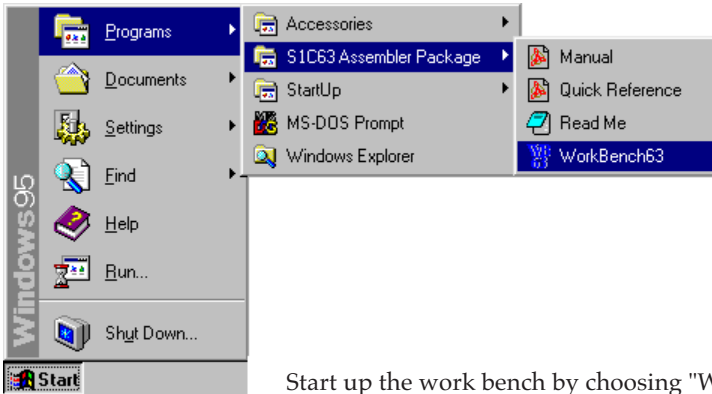 Programs
Documents
Settings
Find
Help
Run...
Shut Down...
Windows95
Start
Accessories
S1C63 Assembler Package
StartUp
MS-DOS Prompt
Windows Explorer
Manual
Quick Reference
Read Me
WorkBench63
Start up the work bench by choosing "W